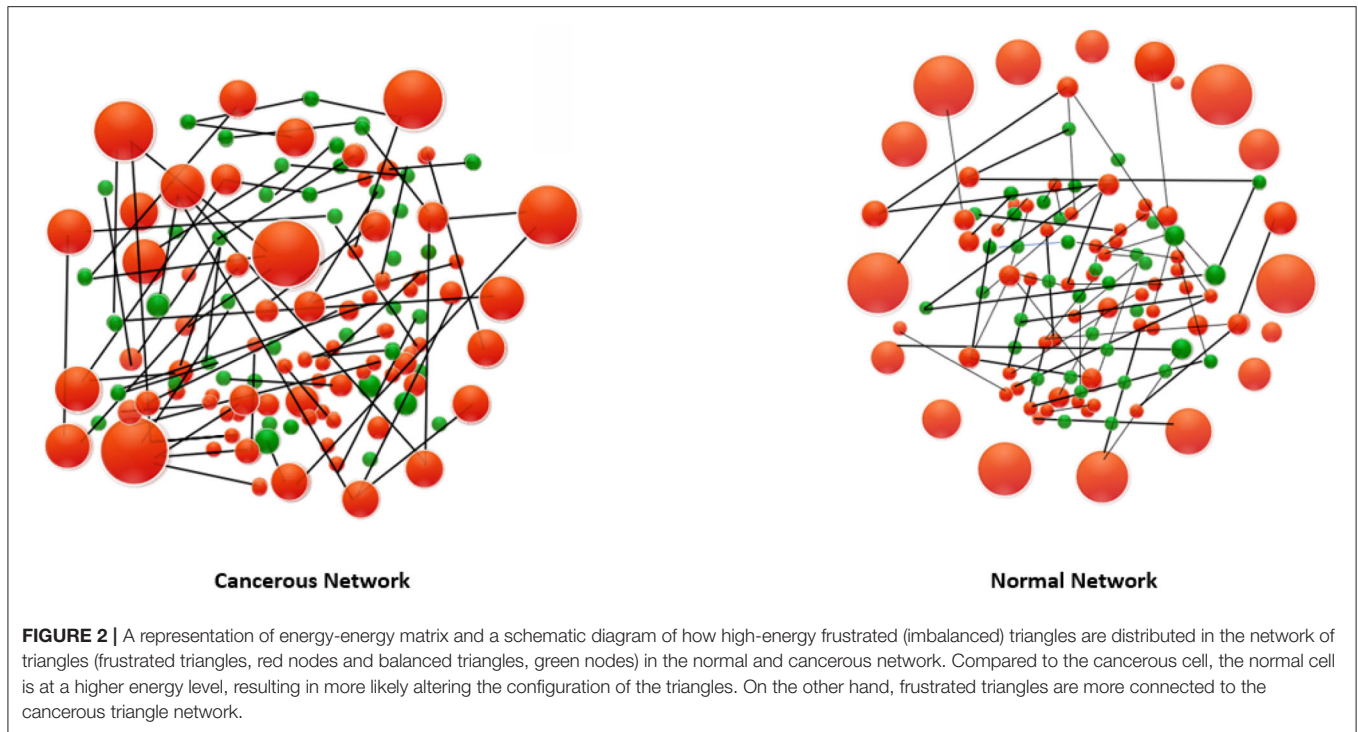 Cancerous Network
Normal Network
FIGURE 2 | A representation of energy-energy matrix and a schematic diagram of how high-energy frustrated (imbalanced) triangles are distributed in the network of
triangles (frustrated triangles, red nodes and balanced triangles, green nodes) in the normal and cancerous network. Compared to the cancerous cell, the normal cell
is at a higher energy level, resulting in more likely altering the configuration of the triangles. On the other hand, frustrated triangles are more connected to the
cancerous triangle network.